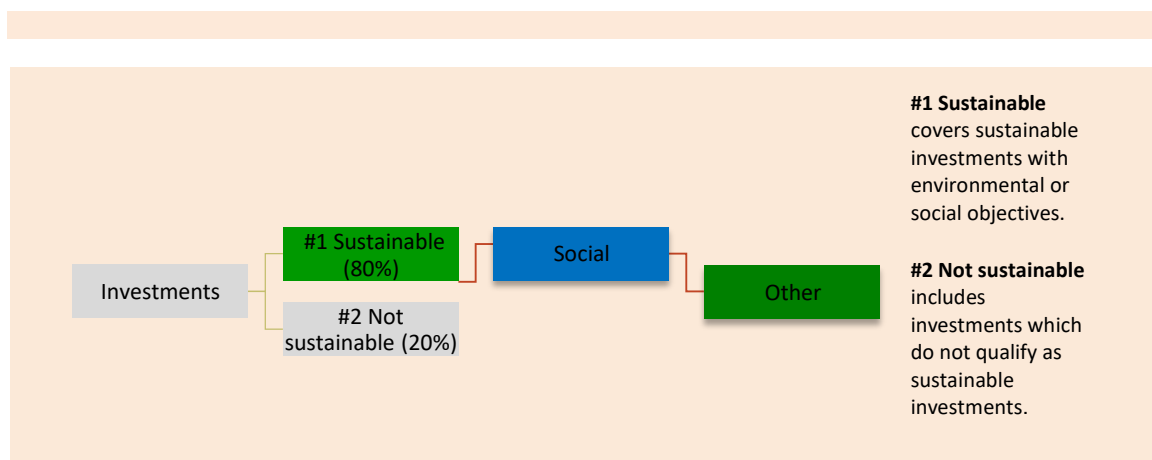 Investments
#1 Sustainable
(80%)
#2 Not
sustainable (20%)
Social
Other
#1 Sustainable
covers sustainable
investments with
environmental or
social objectives.
#2 Not sustainable
includes
investments which
do not qualify as
sustainable
investments.